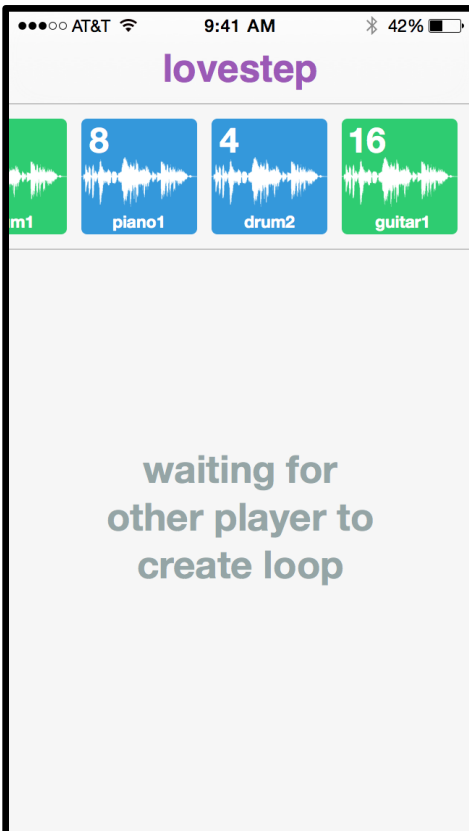 AT&T 9:41 AM 42%
lovestep
8 4 16
m1 piano1 drum2 guitar1
waiting for
other player to
create loop